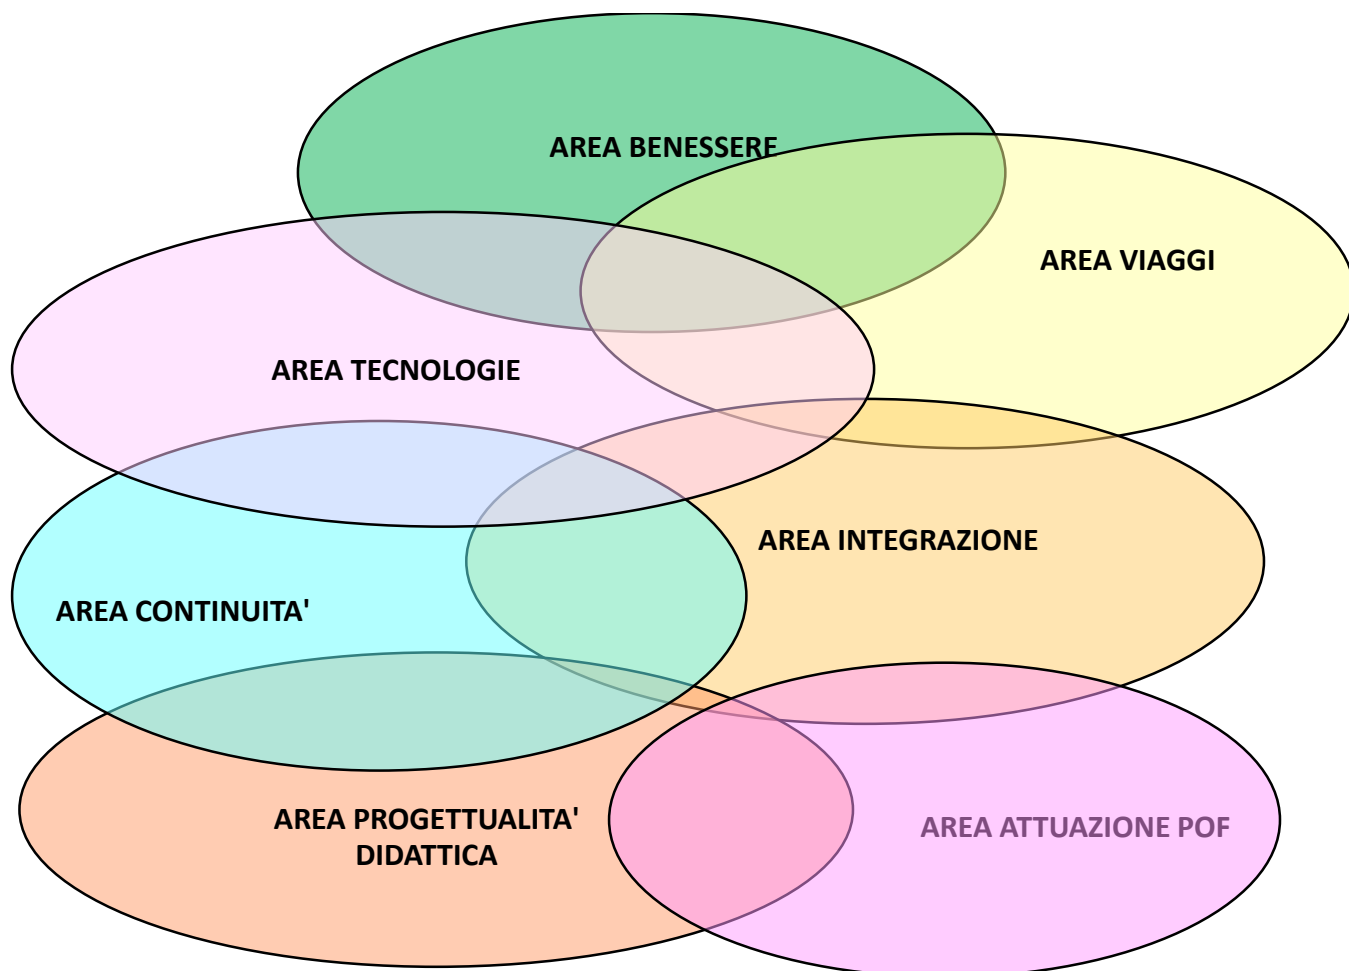 AREA BENESSERE
AREA VIAGGI
AREA TECNOLOGIE
AREA INTEGRAZIONE
AREA CONTINUITA'
AREA PROGETTUALITA'
DIDATTICA
AREA ATTUAZIONE POF